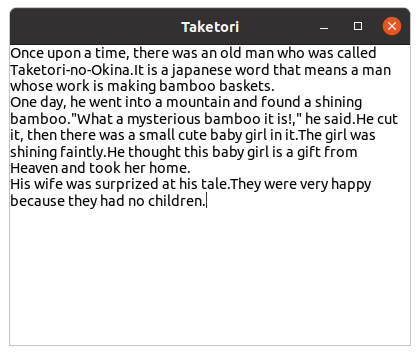 Taketori
Once upon a time, there was an old man who was called
Taketori-no-Okina.It is a japanese word that means a man
whose work is making bamboo baskets.
One day, he went into a mountain and found a shining
bamboo."What a mysterious bamboo it is!," he said.He cut
it, then there was a small cute baby girl in it.The girl was
shining faintly.He thought this baby girl is a gift from
Heaven and took her home.
His wife was surprized at his tale.They were very happy
because they had no children.